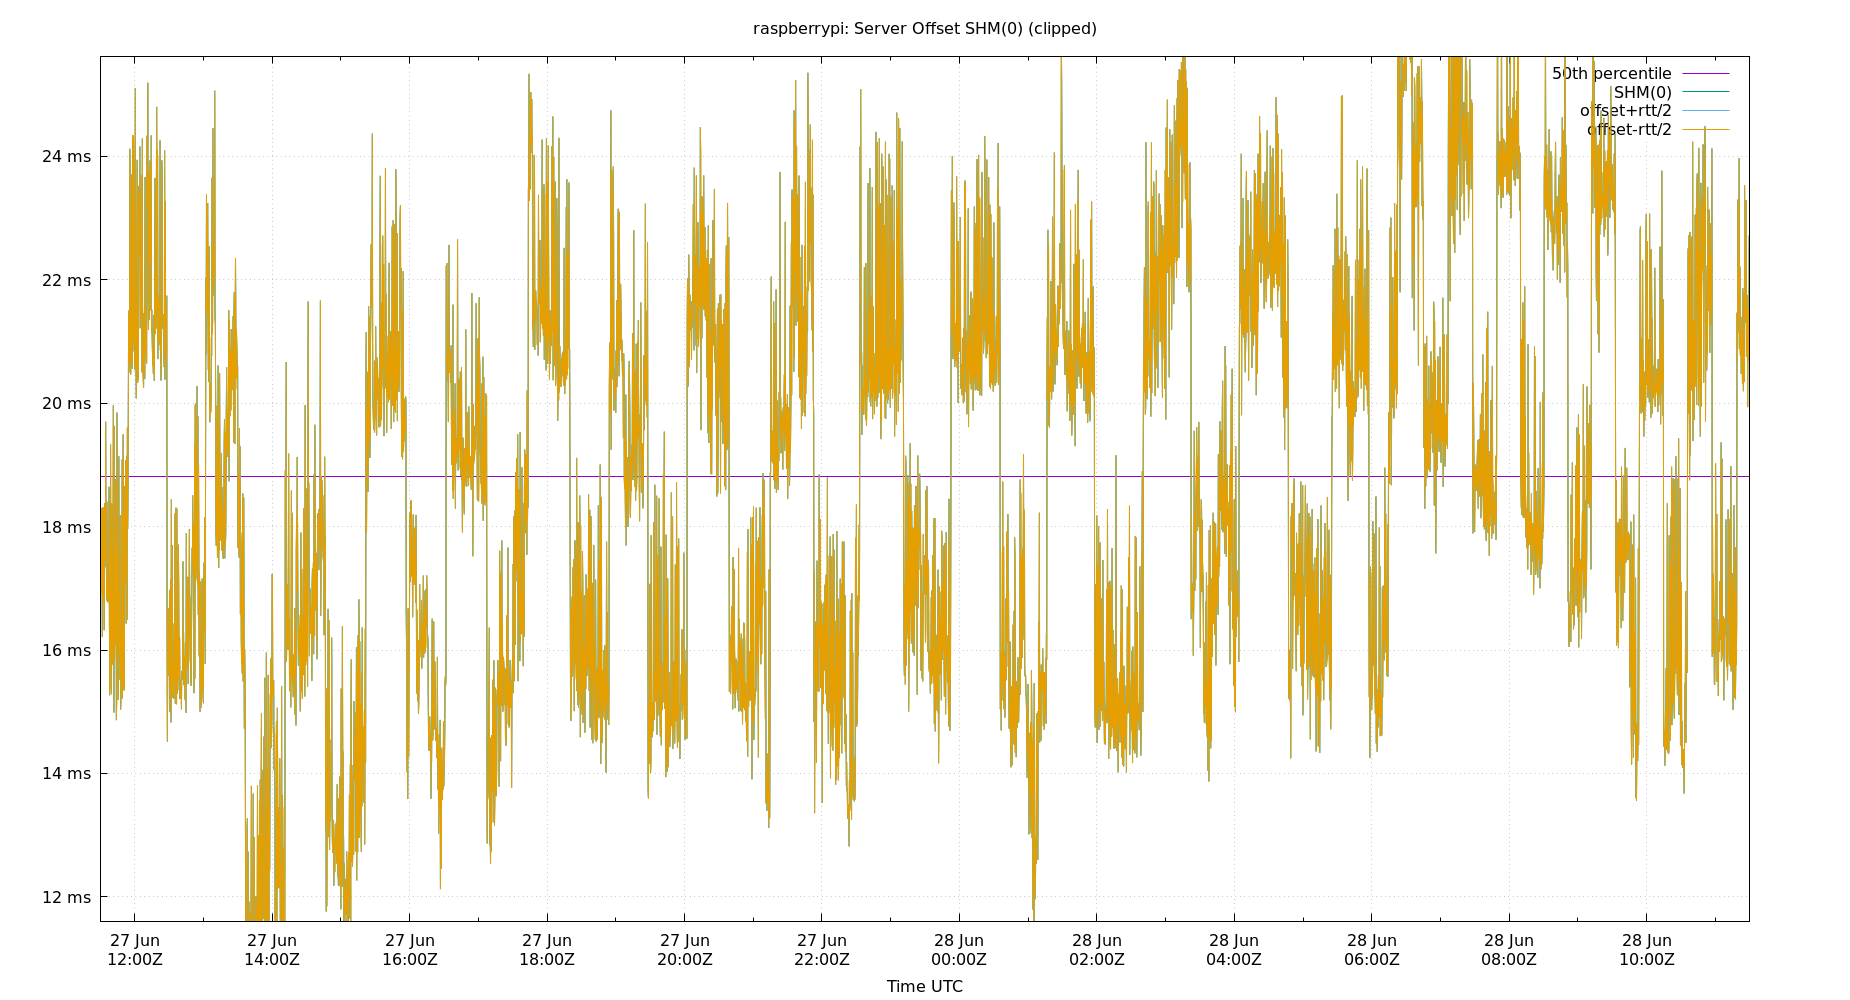 raspberrypi: Server Offset SHM(0) (clipped)
50th percentile
SHM(0)
offset+rtt/2
offset-rtt/2
24 ms
22 ms
20 ms
18 ms
16 ms
14 ms
12 ms
27 Jun 27 Jun 27 Jun 27 Jun 27 Jun 27 Jun 28 Jun 28 Jun 28 Jun 28 Jun 28 Jun 28 Jun
12:00Z 14:00Z 16:00Z 18:00Z 20:00Z 22:00Z 00:00Z 02:00Z 04:00Z 06:00Z 08:00Z 10:00Z
Time UTC